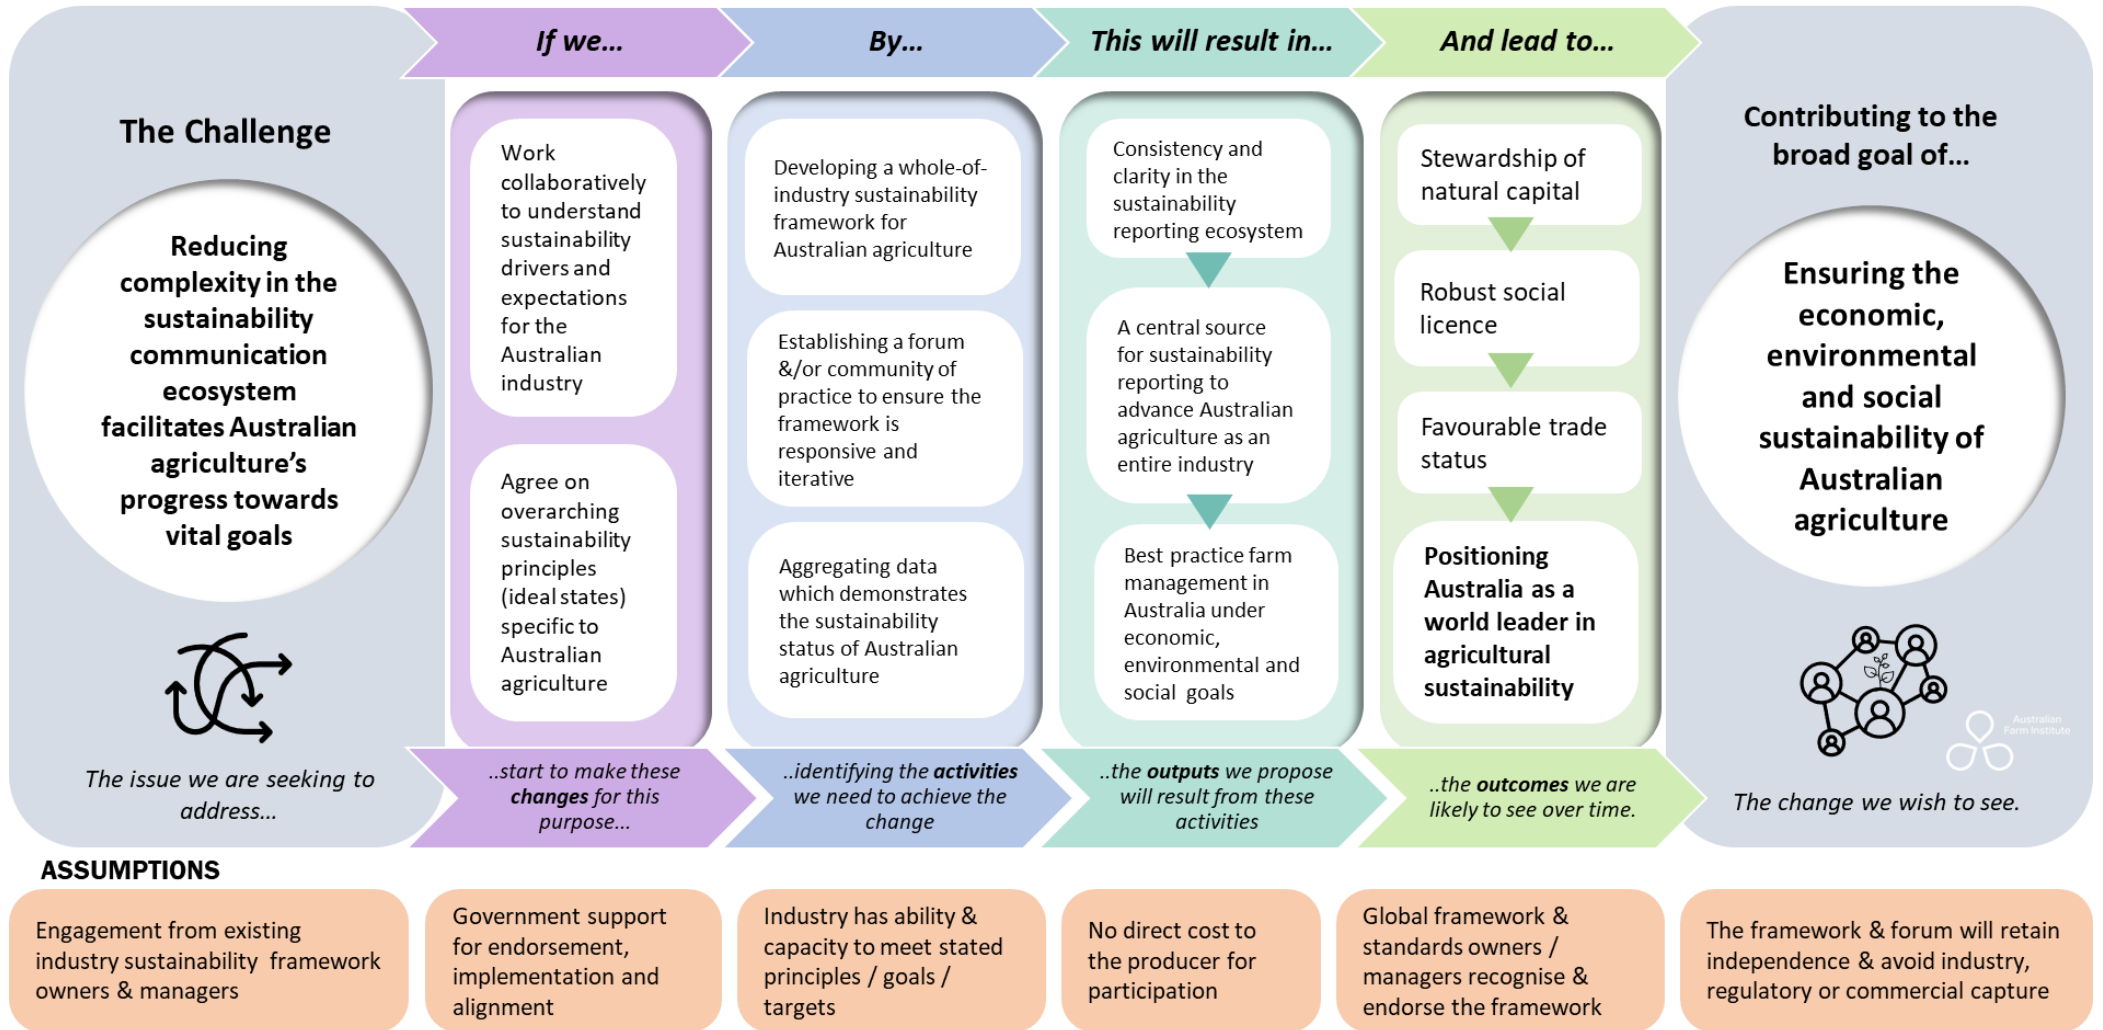 If we...
By...
This will result in...
And lead to...
The Challenge
Reducing
complexity in the
sustainability
communication
ecosystem
facilitates Australian
agriculture's
progress towards
vital goals
The issue we are seeking to
address...
Work
collaboratively
to understand
sustainability
drivers and
expectations
for the
Australian
industry
Agree on
overarching
sustainability
principles
(ideal states)
specific to
Australian
agriculture
..start to make these
changes for this
purpose...
Developing a whole-of-
industry sustainability
framework for
Australian agriculture
Establishing a forum
&/or community of
practice to ensure the
framework is
responsive and
iterative
Aggregating data
which demonstrates
the sustainability
status of Australian
agriculture
..identifying the activities
we need to achieve the
change
Consistency and
clarity in the
sustainability
reporting ecosystem
A central source
for sustainability
reporting to
advance Australian
agriculture as an
entire industry
Best practice farm
management in
Australia under
economic,
environmental and
social goals
..the outputs we propose
will result from these
activities
Stewardship of
natural capital
Robust social
licence
Favourable trade
status
Positioning
Australia as a
world leader in
agricultural
sustainability
..the outcomes we are
likely to see over time.
Contributing to the
broad goal of...
Ensuring the
economic,
environmental
and social
sustainability of
Australian
agriculture
Australian
Farm Institute
The change we wish to see.
ASSUMPTIONS
Engagement from existing
industry sustainability framework
owners & managers
Government support
for endorsement,
implementation and
alignment
Industry has ability &
capacity to meet stated
principles / goals /
targets
No direct cost to
the producer for
participation
Global framework &
standards owners /
managers recognise &
endorse the framework
The framework & forum will retain
independence & avoid industry,
regulatory or commercial capture